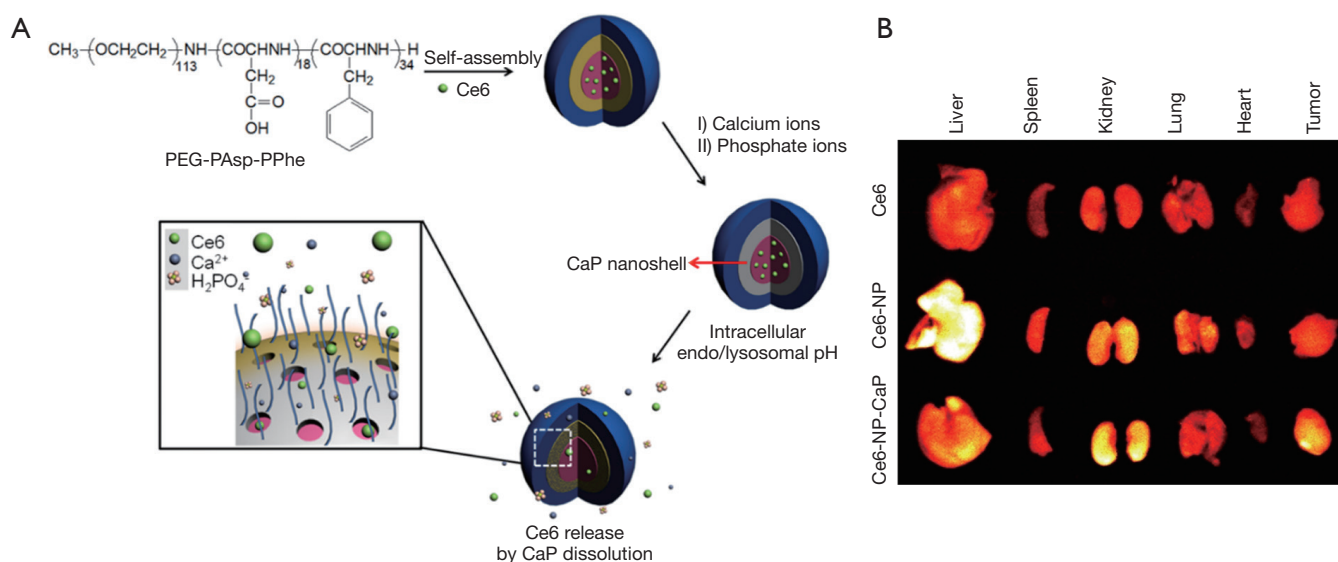 A
CH₃-(OCH₂CH₂)-NH-(COCHNH)-(COCHNH)-H
113
18
34
CH₂
CH₂
C=O
OH
PEG-PAsp-PPhe
Self-assembly
Ce6
I) Calcium ions
II) Phosphate ions
CaP nanoshell
Intracellular
endo/lysosomal pH
Ce6
Ca²⁺
H₂PO₄⁻
Ce6 release
by CaP dissolution
B
Liver
Spleen
Kidney
Lung
Heart
Tumor
Ce6
Ce6-NP
Ce6-NP-CaP